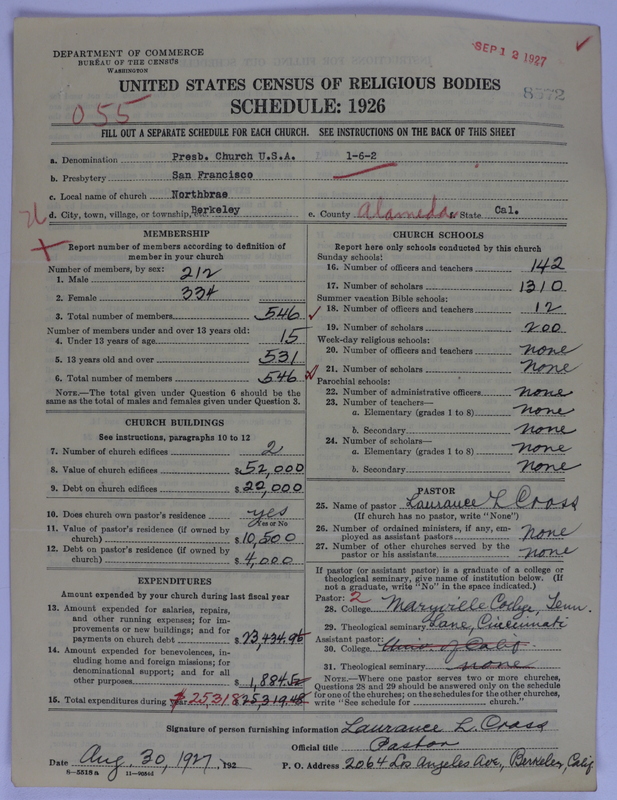 DEPARTMENT OF COMMERCE
BUREAU OF THE CENSUS
WASHINGTON
SEP 12 1927
UNITED STATES CENSUS OF RELIGIOUS BODIES
SCHEDULE: 1926
8572
055
FILL OUT A SEPARATE SCHEDULE FOR EACH CHURCH. SEE INSTRUCTIONS ON THE BACK OF THIS SHEET
a. Denomination Presb. Church U.S.A. 1-6-2
b. Presbytery San Francisco
c. Local name of church Northbrae
d. City, town, village, or township, etc. Berkeley e. County Alameda f. State Cal.
MEMBERSHIP
Report number of members according to definition of
member in your church
Number of members, by sex:
1. Male 212
2. Female 334
3. Total number of members 546
Number of members under and over 13 years old:
4. Under 13 years of age 15
5. 13 years old and over 531
6. Total number of members 546
NOTE.—The total given under Question 6 should be the
same as the total of males and females given under Question 3.
CHURCH BUILDINGS
See instructions, paragraphs 10 to 12
7. Number of church edifices 2
8. Value of church edifices $52,000
9. Debt on church edifices $22,000
10. Does church own pastor's residence yes
Yes or No
11. Value of pastor's residence (if owned by
church) $10,500
12. Debt on pastor's residence (if owned by
church) $4,000
EXPENDITURES
Amount expended by your church during last fiscal year
13. Amount expended for salaries, repairs,
and other running expenses; for im-
provements or new buildings; and for
payments on church debt $23,434.95
14. Amount expended for benevolences, in-
cluding home and foreign missions; for
denominational support; and for all
other purposes $1,884.52
15. Total expenditures during year $25318 $25,319.48
CHURCH SCHOOLS
Report here only schools conducted by this church
Sunday schools:
16. Number of officers and teachers 142
17. Number of scholars 1310
Summer vacation Bible schools:
18. Number of officers and teachers 12
19. Number of scholars 200
Week-day religious schools:
20. Number of officers and teachers none
21. Number of scholars none
Parochial schools:
22. Number of administrative officers none
23. Number of teachers—
a. Elementary (grades 1 to 8) none
b. Secondary none
24. Number of scholars—
a. Elementary (grades 1 to 8) none
b. Secondary none
PASTOR
25. Name of pastor Laurance L Cross
(If church has no pastor, write "None")
26. Number of ordained ministers, if any, em-
ployed as assistant pastors none
27. Number of other churches served by the
pastor or his assistants none
If pastor (or assistant pastor) is a graduate of a college or
theological seminary, give name of institution below. (If
not a graduate, write "No" in the space indicated.)
Pastor: 2
28. College Maryville College, Tenn.
29. Theological seminary Lane, Cincinnati
Assistant pastor:
30. College Univ. of Calif.
31. Theological seminary none
NOTE.—Where one pastor serves two or more churches,
Questions 28 and 29 should be answered only on the schedule
for one of the churches; on the schedules for the other churches,
write "See schedule for church."
Signature of person furnishing information Laurance L. Cross
Official title Pastor
Date Aug. 30, 1927, 192 P. O. Address 2064 Los Angeles Ave, Berkeley, Calif
8—5518a 11—9054d